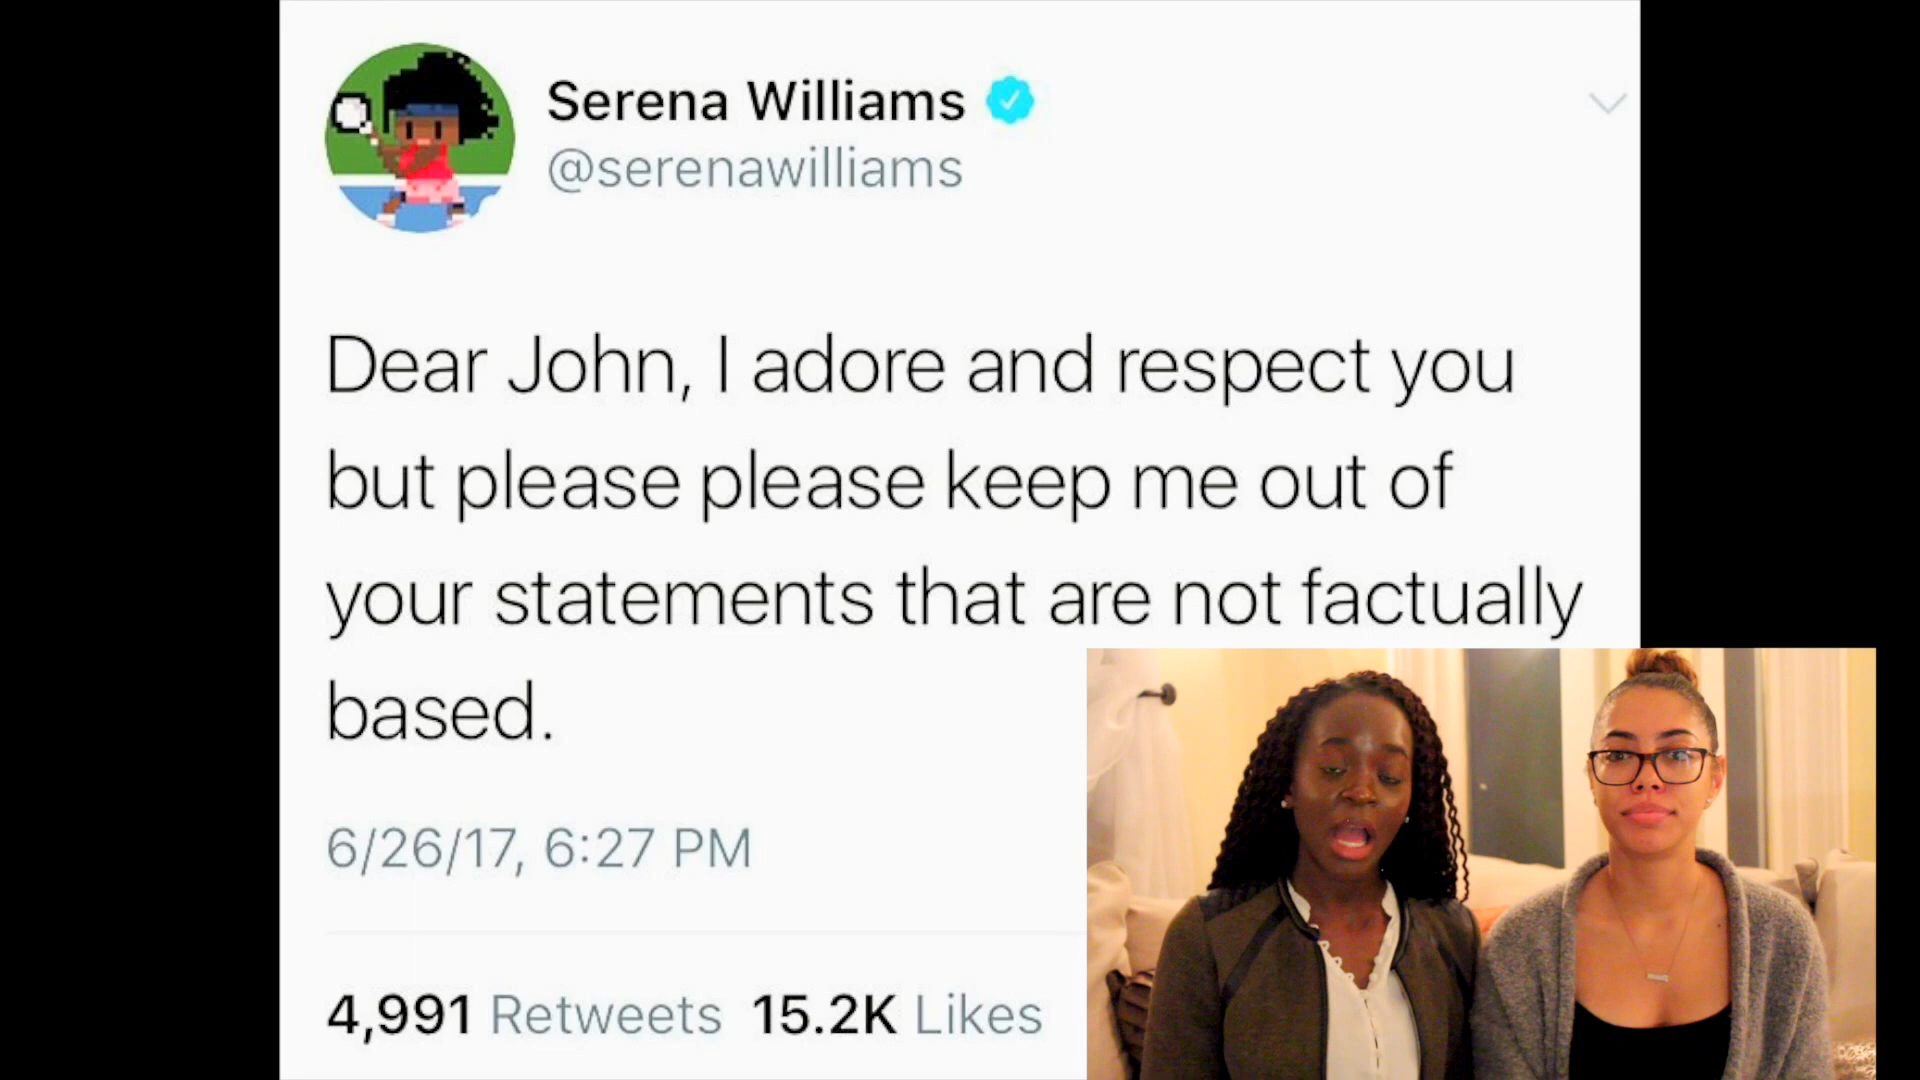 Serena Williams
@serenawilliams
Dear John, I adore and respect you
but please please keep me out of
your statements that are not factually
based.
6/26/17, 6:27 PM
4,991 Retweets 15.2K Likes